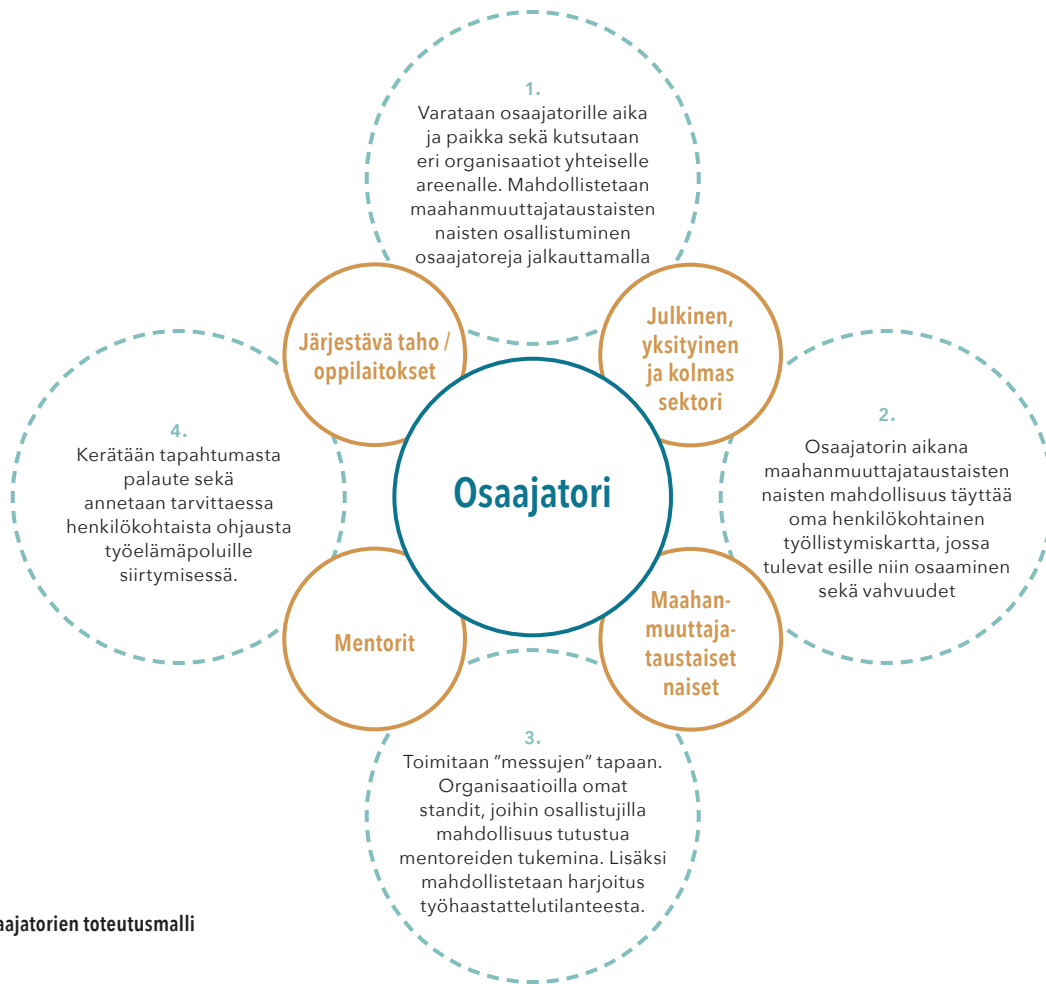 1.
Varataan osaajatorille aika
ja paikka sekä kutsutaan
eri organisaatiot yhteiselle
areenalle. Mahdollistetaan
maahanmuuttajataustaisten
naisten osallistuminen
osaajatoreja jalkauttamalla
Järjestävä taho /
oppilaitokset
Julkinen,
yksityinen
ja kolmas
sektori
Osaajatori
2.
Osaajatorin aikana
maahanmuuttajataustaisten
naisten mahdollisuus täyttää
oma henkilökohtainen
työllistymiskartta, jossa
tulevat esille niin osaaminen
sekä vahvuudet
4.
Kerätään tapahtumasta
palaute sekä
annetaan tarvittaessa
henkilökohtaista ohjausta
työelämäpoluille
siirtymisessä.
Mentorit
Maahan-
muuttaja-
taustaiset
naiset
3.
Toimitaan ”messujen” tapaan.
Organisaatioilla omat
standit, joihin osallistujilla
mahdollisuus tutustua
mentoreiden tukemina. Lisäksi
mahdollistetaan harjoitus
työhaastattelutilanteesta.
aajatorien toteutusmalli